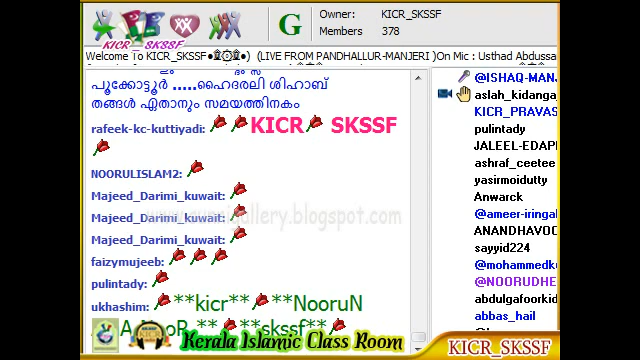 Owner: KICR_SKSSF
Members 378
KICR_SKSSF
G
Welcome To KICR_SKSSF (LIVE FROM PANDHALLUR-MANJERI )On Mic : Usthad Abdussa
പൂക്കോട്ടൂര്‍ .....ഹൈദരലി ശിഹാബ്
തങ്ങള്‍ ഏതാനും സമയത്തിനകം
rafeek-kc-kuttiyadi: KICR SKSSF
NOORULISLAM2:
Majeed_Darimi_kuwait:
Majeed_Darimi_kuwait:
Majeed_Darimi_kuwait:
faizymujeeb:
pulintady:
ukhashim: **kicr** **NooruN
**skssf**
@ISHAQ-MANJ
aslah_kidanga
KICR_PRAVAS
pulintady
JALEEL-EDAP
ashraf_ceetee
yasirmoidutty
Anwarck
@ameer-iringal
ANANDHAVOO
sayyid224
@mohammedku
@NOORUDHE
abdulgafoorkid
abbas_hail
Kerala Islamic Class Room
KICR_SKSSF